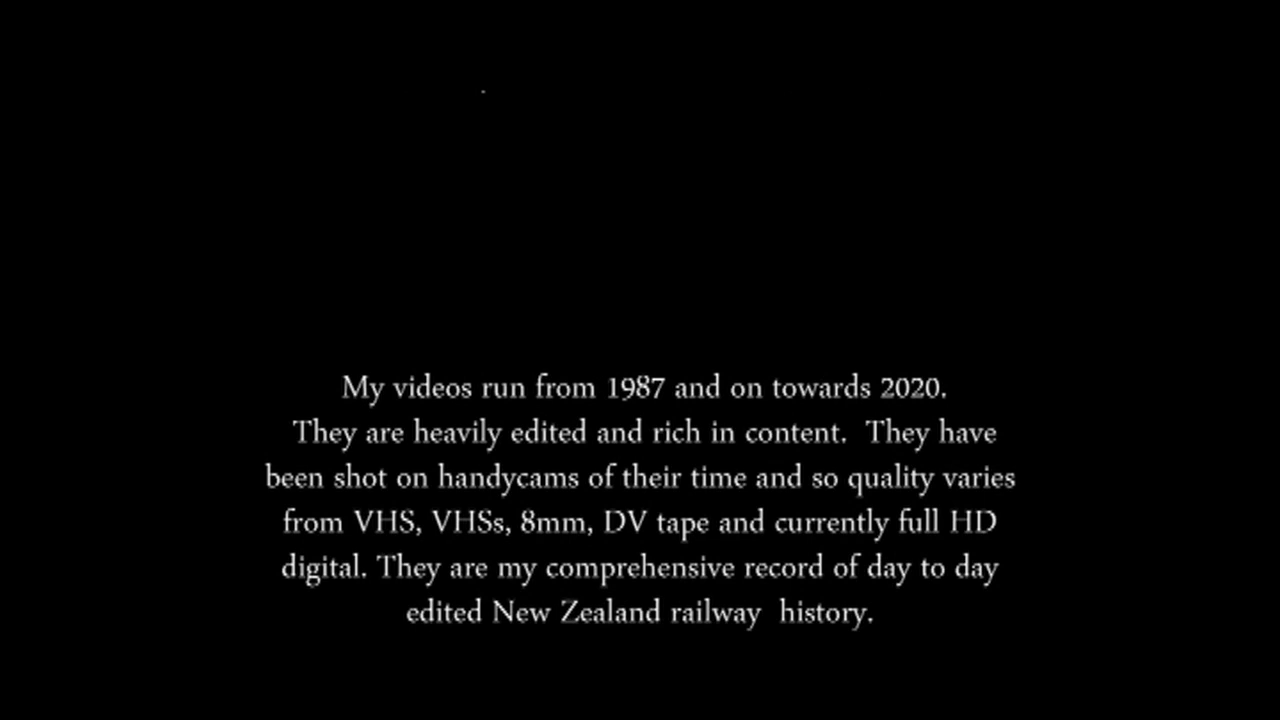 My videos run from 1987 and on towards 2020.
They are heavily edited and rich in content.  They have
been shot on handycams of their time and so quality varies
from VHS, VHSs, 8mm, DV tape and currently full HD
digital. They are my comprehensive record of day to day
edited New Zealand railway  history.